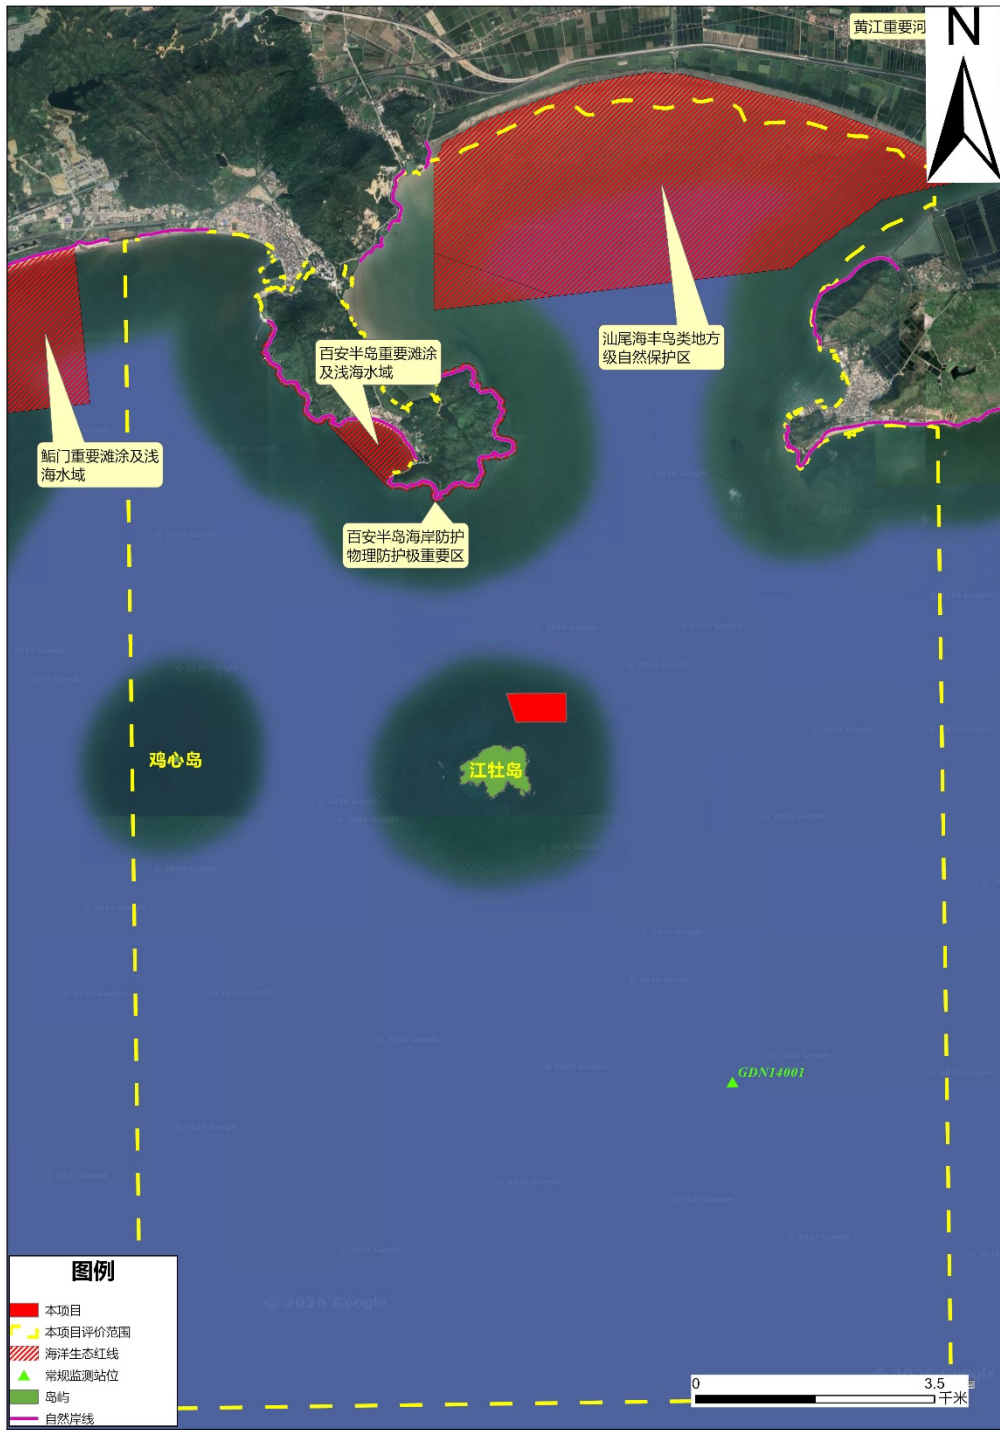 黄江重要河
N
汕尾海丰鸟类地方
级自然保护区
百安半岛重要滩涂
及浅海水域
鲘门重要滩涂及浅
海水域
百安半岛海岸防护
物理防护极重要区
鸡心岛
江牡岛
GDN14001
© 2026 Google
图例
本项目
本项目评价范围
海洋生态红线
常规监测站位
岛屿
自然岸线
0 3.5
千米